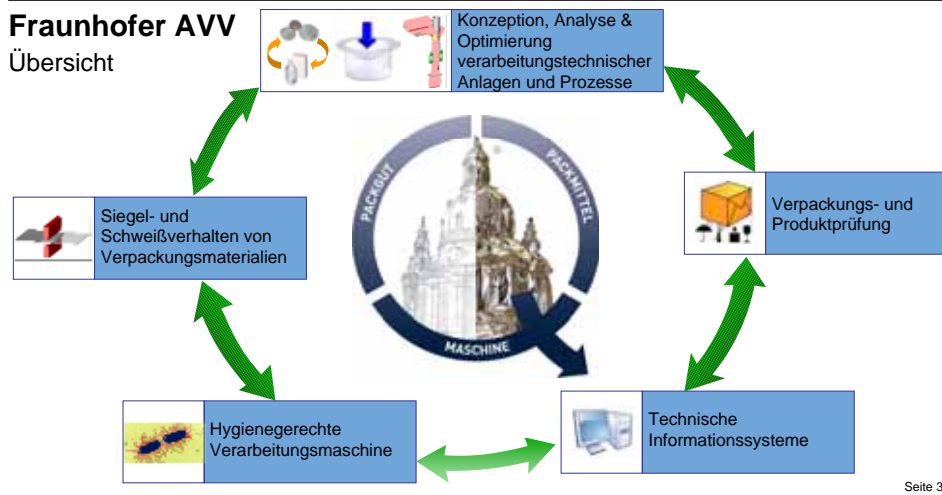 Fraunhofer AVV
Übersicht
Konzeption, Analyse &
Optimierung
verarbeitungstechnischer
Anlagen und Prozesse
PACKGUT
PACKMITTEL
MASCHINE
Siegel- und
Schweißverhalten von
Verpackungsmaterialien
Verpackungs- und
Produktprüfung
Hygienegerechte
Verarbeitungsmaschine
Technische
Informationssysteme
Seite 3